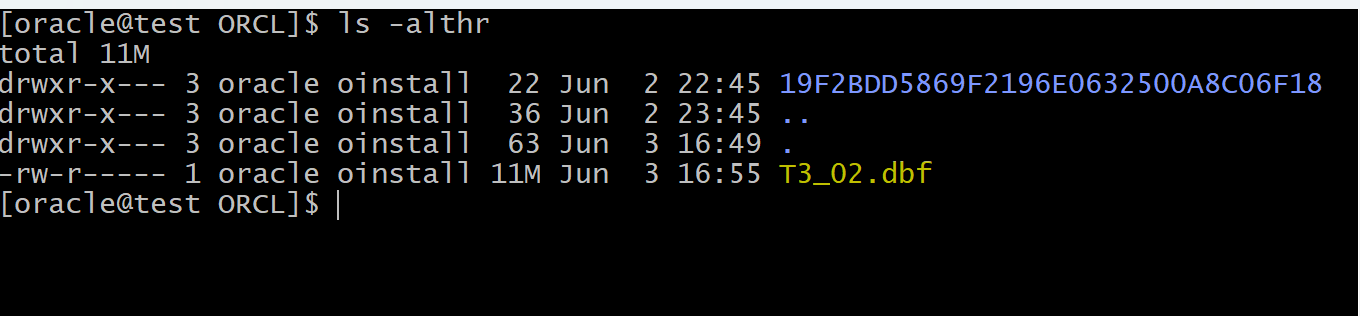 [oracle@test ORCL]$ ls -althr
total 11M
drwxr-x--- 3 oracle oinstall  22 Jun  2 22:45 19F2BDD5869F2196E0632500A8C06F18
drwxr-x--- 3 oracle oinstall  36 Jun  2 23:45 ..
drwxr-x--- 3 oracle oinstall  63 Jun  3 16:49 .
-rw-r----- 1 oracle oinstall 11M Jun  3 16:55 T3_02.dbf
[oracle@test ORCL]$